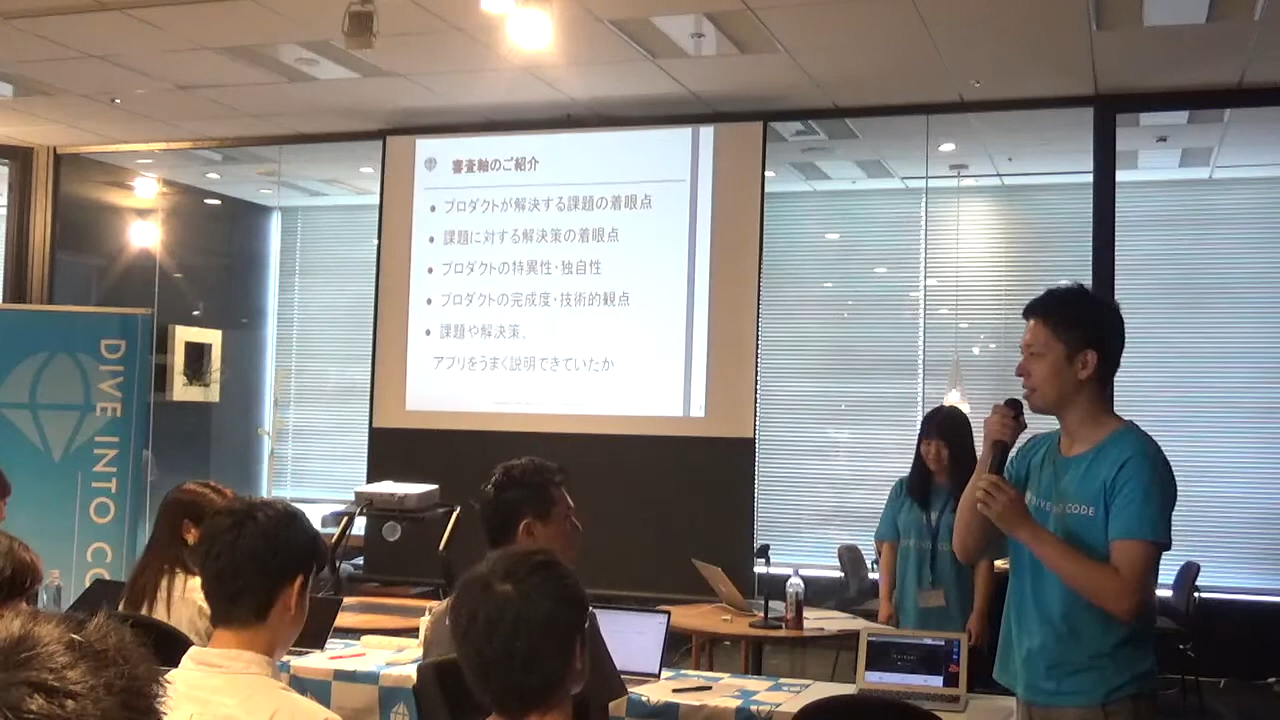 審査軸のご紹介
● プロダクトが解決する課題の着眼点
● 課題に対する解決策の着眼点
● プロダクトの特異性・独自性
● プロダクトの完成度・技術的観点
● 課題や解決策、
アプリをうまく説明できていたか
DIVE INTO CO
DIVE INTO CODE
DIVE INTO CO